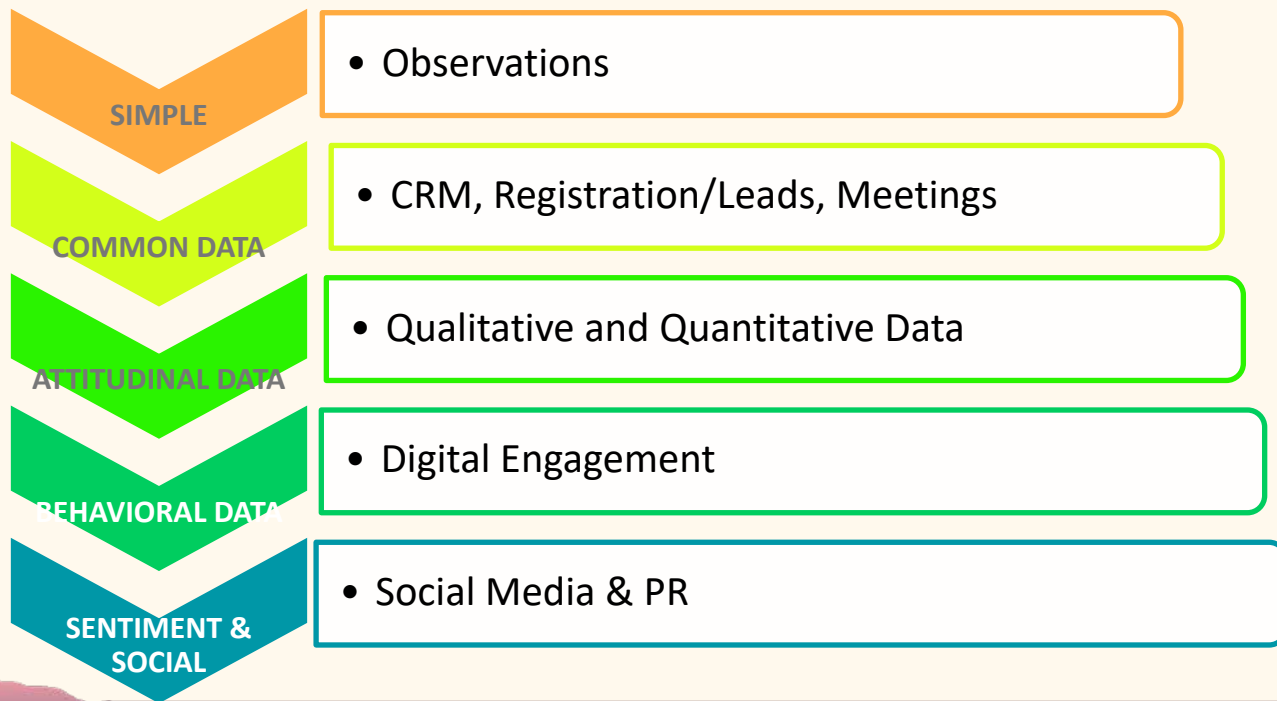 SIMPLE
• Observations
COMMON DATA
• CRM, Registration/Leads, Meetings
ATTITUDINAL DATA
• Qualitative and Quantitative Data
BEHAVIORAL DATA
• Digital Engagement
SENTIMENT &
SOCIAL
• Social Media & PR